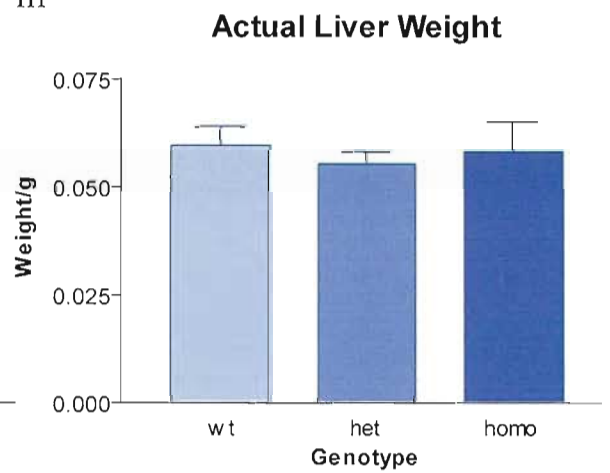 Actual Liver Weight
0.075
0.050
0.025
0.000
Weight/g
wt het homo
Genotype